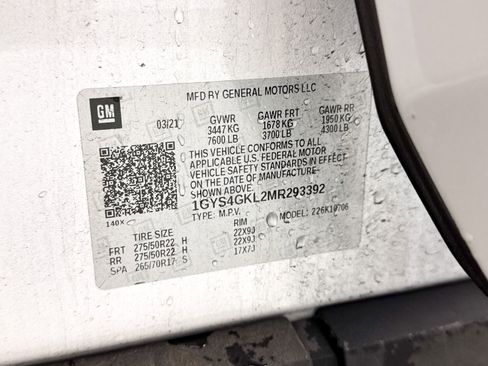 GM
MFD BY GENERAL MOTORS LLC
03/21 GVWR GAWR FRT GAWR RR
3447 KG 1678 KG 1950 KG
7600 LB 3700 LB 4300 LB
THIS VEHICLE CONFORMS TO ALL
APPLICABLE U.S. FEDERAL MOTOR
VEHICLE SAFETY STANDARDS
IN EFFECT ON THE DATE OF MANUFACTURE
SHOWN ABOVE.
1GYS4GKL2MR293392
TYPE: M.P.V. MODEL: 226K10706
140×
TIRE SIZE RIM
FRT 275/50R22 H 22X9J
RR 275/50R22 H 22X9J
SPA 265/70R17 S 17X7J